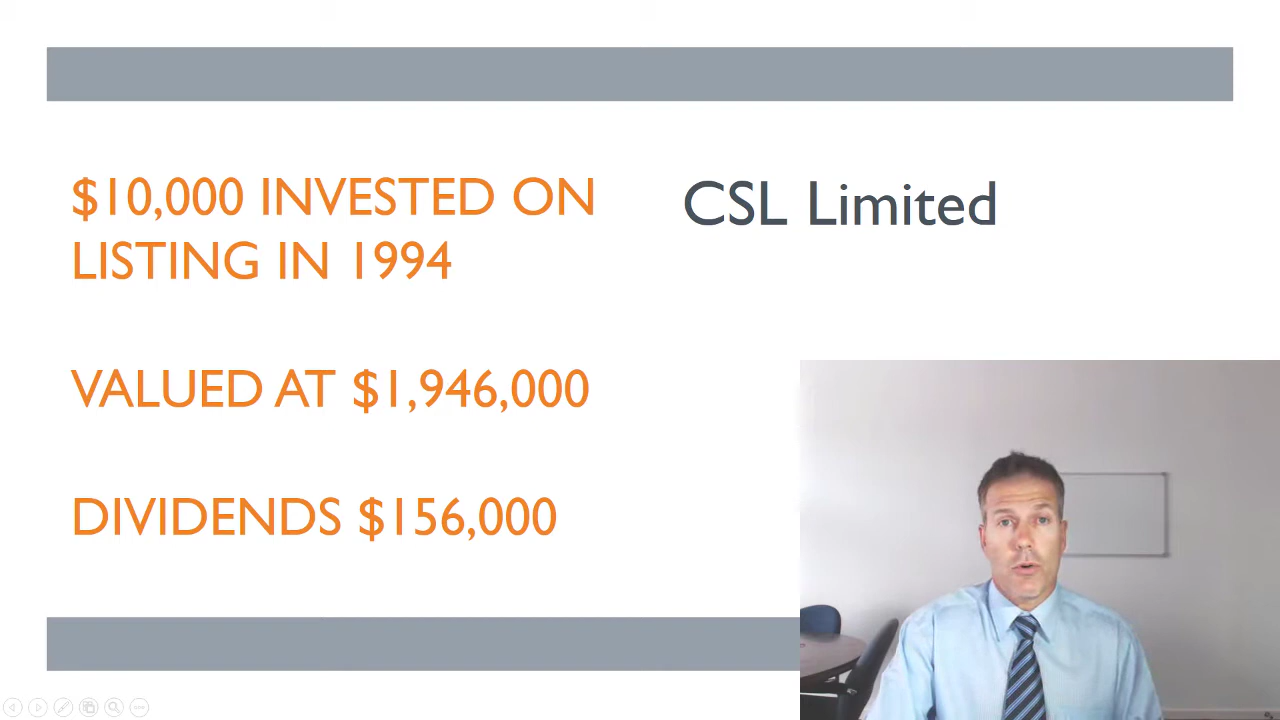 $10,000 INVESTED ON
LISTING IN 1994
VALUED AT $1,946,000
DIVIDENDS $156,000
CSL Limited